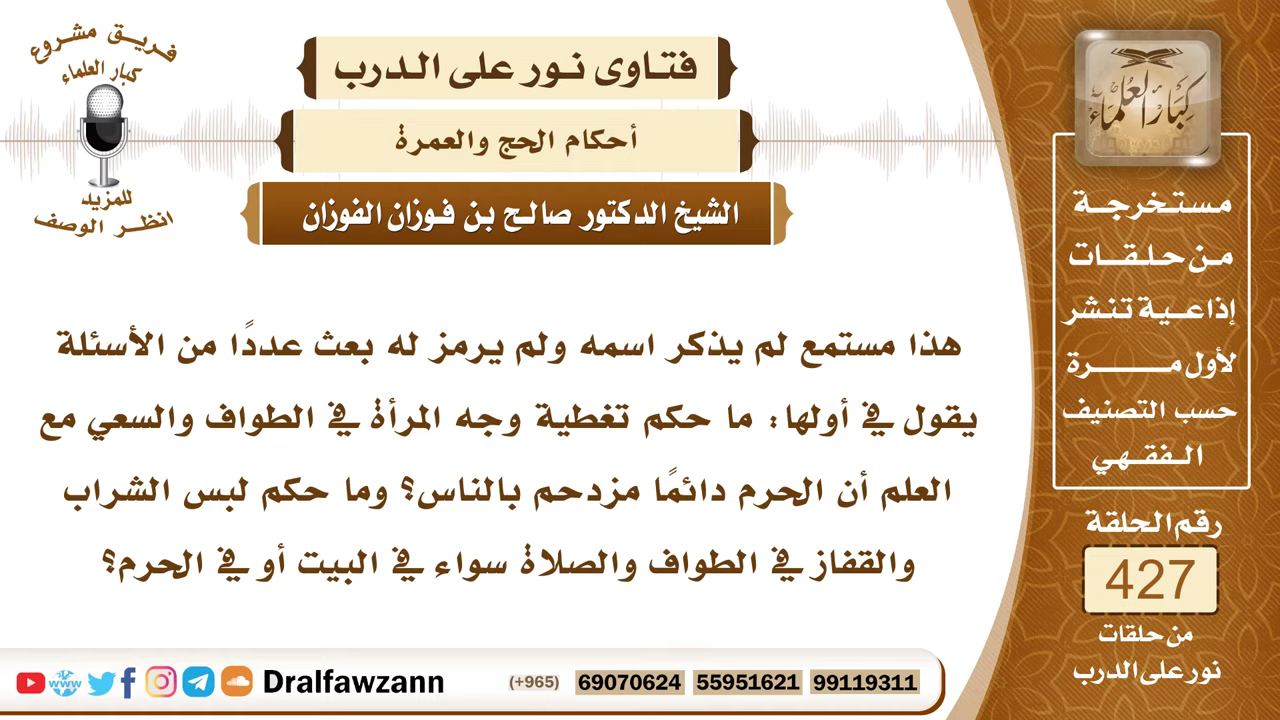 فريق مشروع
كبار العلماء
للمزيد
انظر الوصف
فتاوى نور على الدرب
أحكام الحج والعمرة
الشيخ الدكتور صالح بن فوزان الفوزان
هذا مستمع لم يذكر اسمه ولم يرمز له بعث عددًا من الأسئلة
يقول في أولها: ما حكم تغطية وجه المرأة في الطواف والسعي مع
العلم أن الحرم دائمًا مزدحم بالناس؟ وما حكم لبس الشراب
والقفاز في الطواف والصلاة سواء في البيت أو في الحرم؟
كبار العلماء
مستخرجة
من حلقات
إذاعية تنشر
لأول مرة
حسب التصنيف
الفقهي
رقم الحلقة
427
من حلقات
نور على الدرب
www
Dralfawzann (+965) 69070624 55951621 99119311